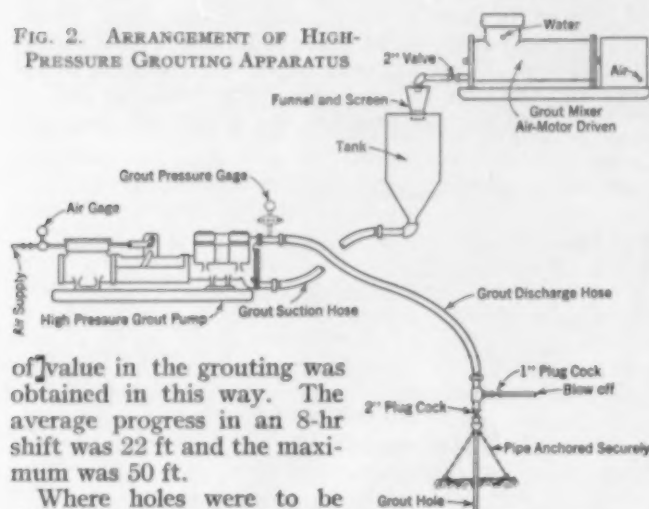 FIG. 2. ARRANGEMENT OF HIGH-
PRESSURE GROUTING APPARATUS
Water
2" Valve
Air
Funnel and Screen
Grout Mixer
Air-Motor Driven
Tank
Grout Pressure Gage
Air Gage
Air Supply
Grout Discharge Hose
Grout Suction Hose
High Pressure Grout Pump
1" Plug Cock
Blow off
2" Plug Cock
Pipe Anchored Securely
Grout Hole
of value in the grouting was
obtained in this way. The
average progress in an 8-hr
shift was 22 ft and the maxi-
mum was 50 ft.
Where holes were to be